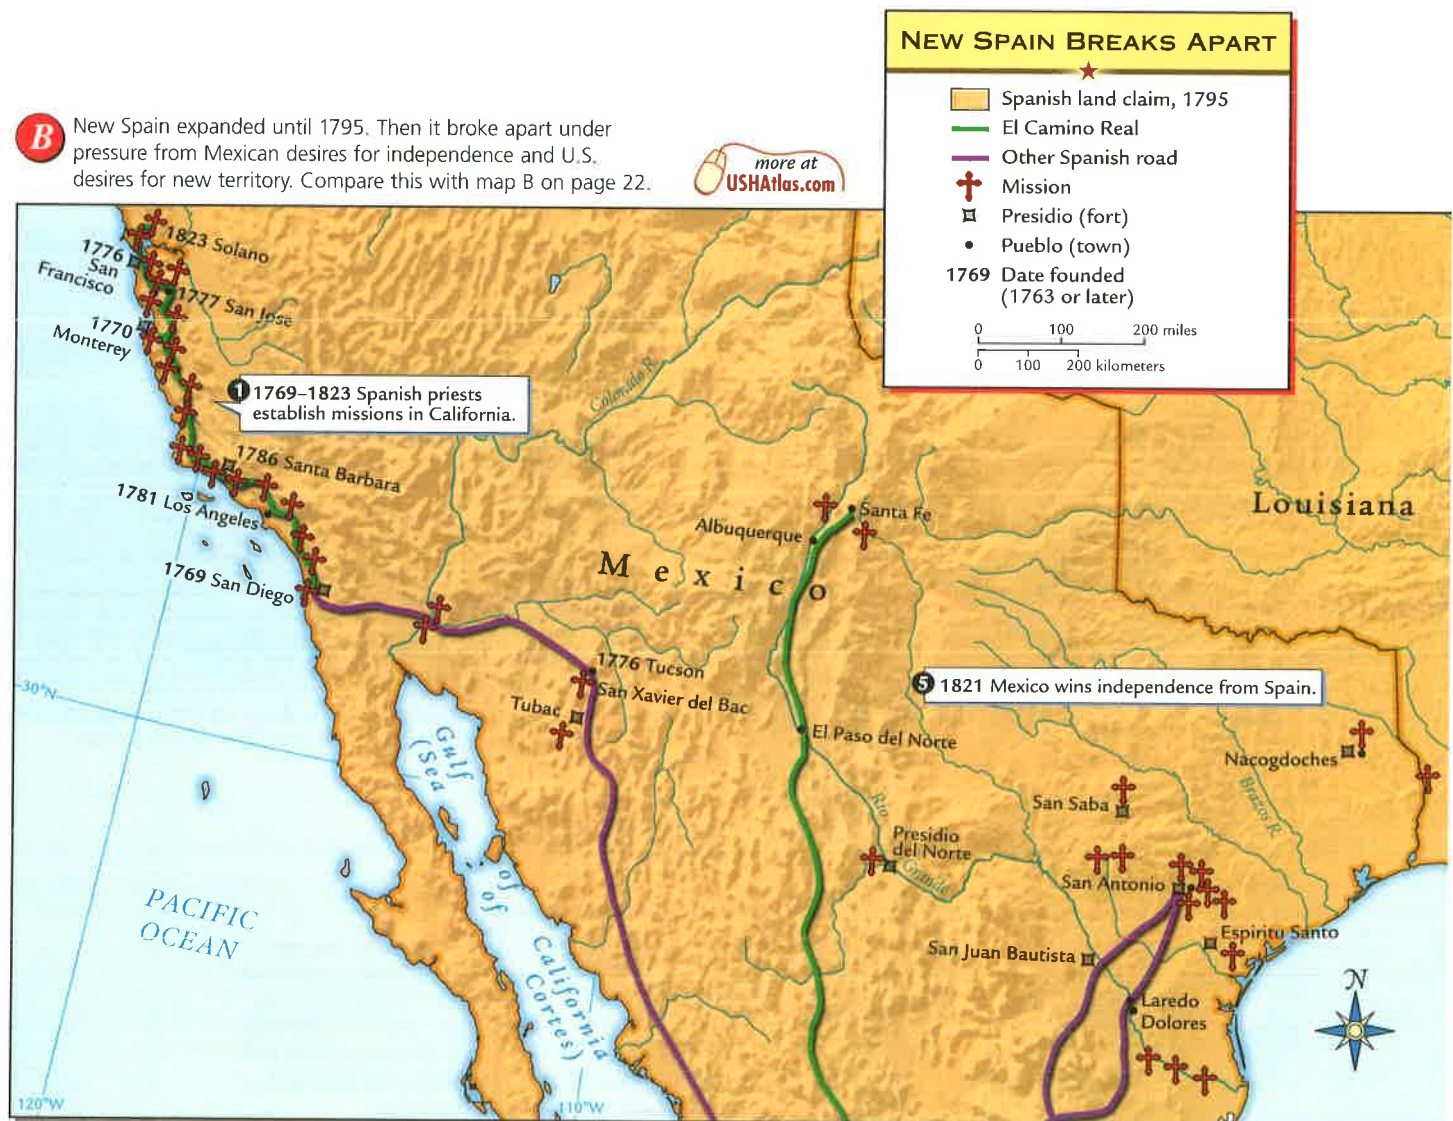 NEW SPAIN BREAKS APART
Spanish land claim, 1795
El Camino Real
Other Spanish road
Mission
Presidio (fort)
Pueblo (town)
1769 Date founded
(1763 or later)
0 100 200 miles
0 100 200 kilometers
B
New Spain expanded until 1795. Then it broke apart under
pressure from Mexican desires for independence and U.S.
desires for new territory. Compare this with map B on page 22.
more at
USHAtlas.com
1823 Solano
1776
San
Francisco
1777 San Jose
1770
Monterey
1 1769–1823 Spanish priests
establish missions in California.
Colorado R.
1786 Santa Barbara
1781 Los Angeles
1769 San Diego
Albuquerque
Santa Fe
Louisiana
Mexico
30°N
1776 Tucson
San Xavier del Bac
Tubac
5 1821 Mexico wins independence from Spain.
El Paso del Norte
Nacogdoches
San Saba
Brazos R.
Rio
Grande
Presidio
del Norte
San Antonio
Espiritu Santo
San Juan Bautista
Laredo
Dolores
Gulf of California
(Sea of Cortes)
PACIFIC
OCEAN
N
120°W
110°W